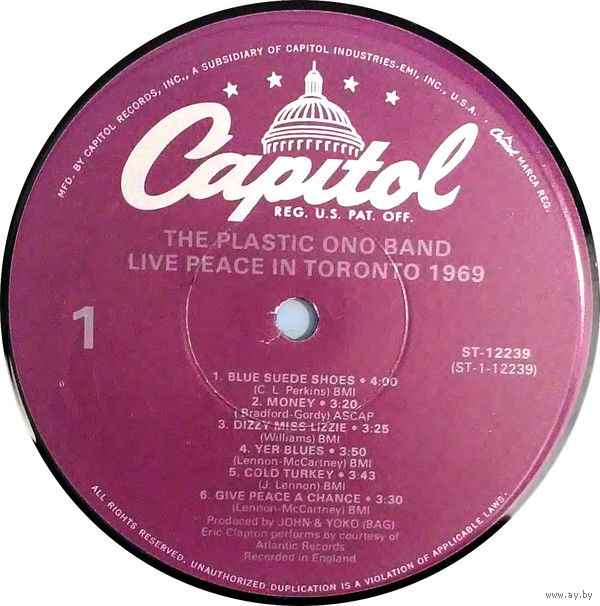 MFD. BY CAPITOL RECORDS, INC., A SUBSIDIARY OF CAPITOL INDUSTRIES-EMI, INC., U.S.A. . Capitol MARCA REG.
Capitol
REG. U.S. PAT. OFF.
THE PLASTIC ONO BAND
LIVE PEACE IN TORONTO 1969
1
ST-12239
(ST-1-12239)
1. BLUE SUEDE SHOES • 4:00
(C. L. Perkins) BMI
2. MONEY • 3:20
(Bradford-Gordy) ASCAP
3. DIZZY MISS LIZZIE • 3:25
(Williams) BMI
4. YER BLUES • 3:50
(Lennon-McCartney) BMI
5. COLD TURKEY • 3:43
(J. Lennon) BMI
6. GIVE PEACE A CHANCE • 3:30
(Lennon-McCartney) BMI
Produced by JOHN & YOKO (BAG)
Eric Clapton performs by courtesy of
Atlantic Records
Recorded in England
ALL RIGHTS RESERVED. UNAUTHORIZED DUPLICATION IS A VIOLATION OF APPLICABLE LAWS.
www.ay.by